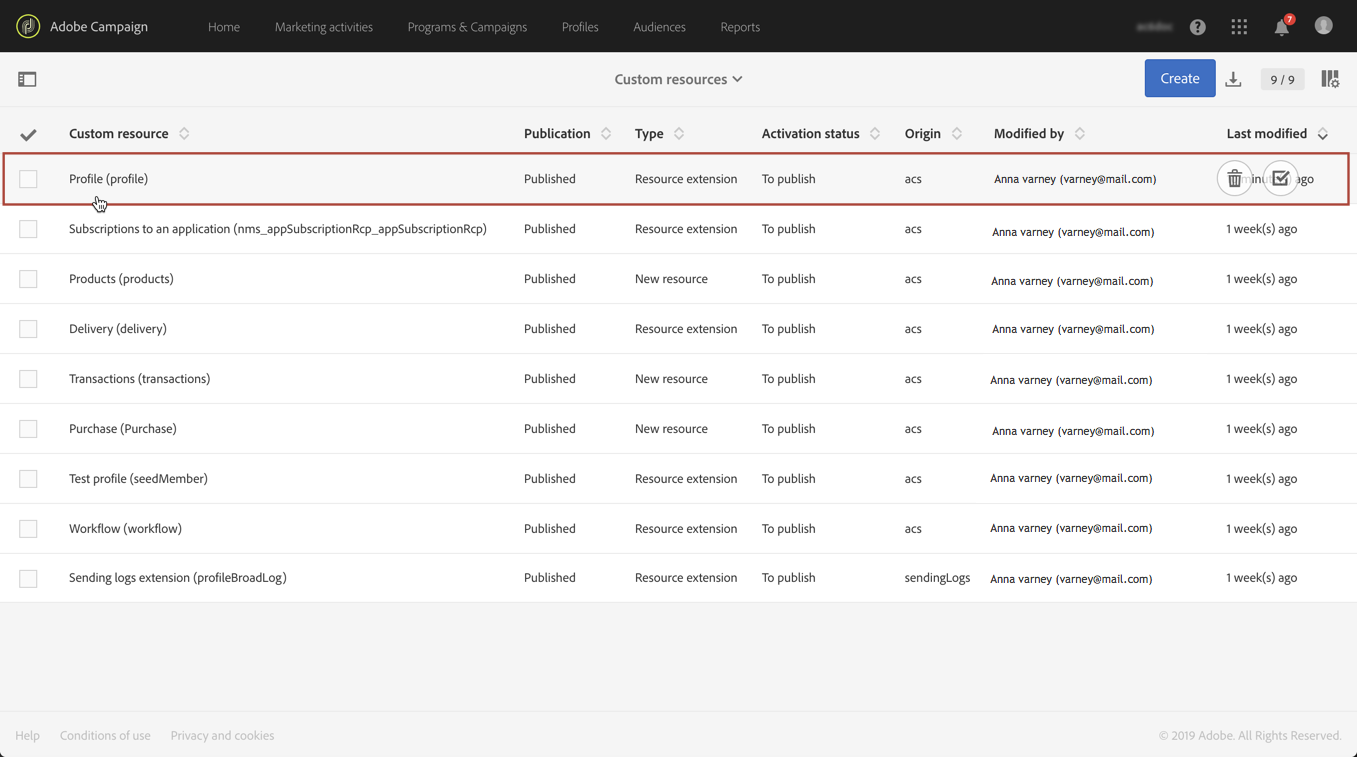 Adobe Campaign Home Marketing activities Programs & Campaigns Profiles Audiences Reports ? 7
Custom resources Create 9 / 9
Custom resource Publication Type Activation status Origin Modified by Last modified
Profile (profile) Published Resource extension To publish acs Anna varney (varney@mail.com) ago
Subscriptions to an application (nms_appSubscriptionRcp_appSubscriptionRcp) Published Resource extension To publish acs Anna varney (varney@mail.com) 1 week(s) ago
Products (products) Published New resource To publish acs Anna varney (varney@mail.com) 1 week(s) ago
Delivery (delivery) Published Resource extension To publish acs Anna varney (varney@mail.com) 1 week(s) ago
Transactions (transactions) Published New resource To publish acs Anna varney (varney@mail.com) 1 week(s) ago
Purchase (Purchase) Published New resource To publish acs Anna varney (varney@mail.com) 1 week(s) ago
Test profile (seedMember) Published Resource extension To publish acs Anna varney (varney@mail.com) 1 week(s) ago
Workflow (workflow) Published Resource extension To publish acs Anna varney (varney@mail.com) 1 week(s) ago
Sending logs extension (profileBroadLog) Published Resource extension To publish sendingLogs Anna varney (varney@mail.com) 1 week(s) ago
Help Conditions of use Privacy and cookies © 2019 Adobe. All Rights Reserved.